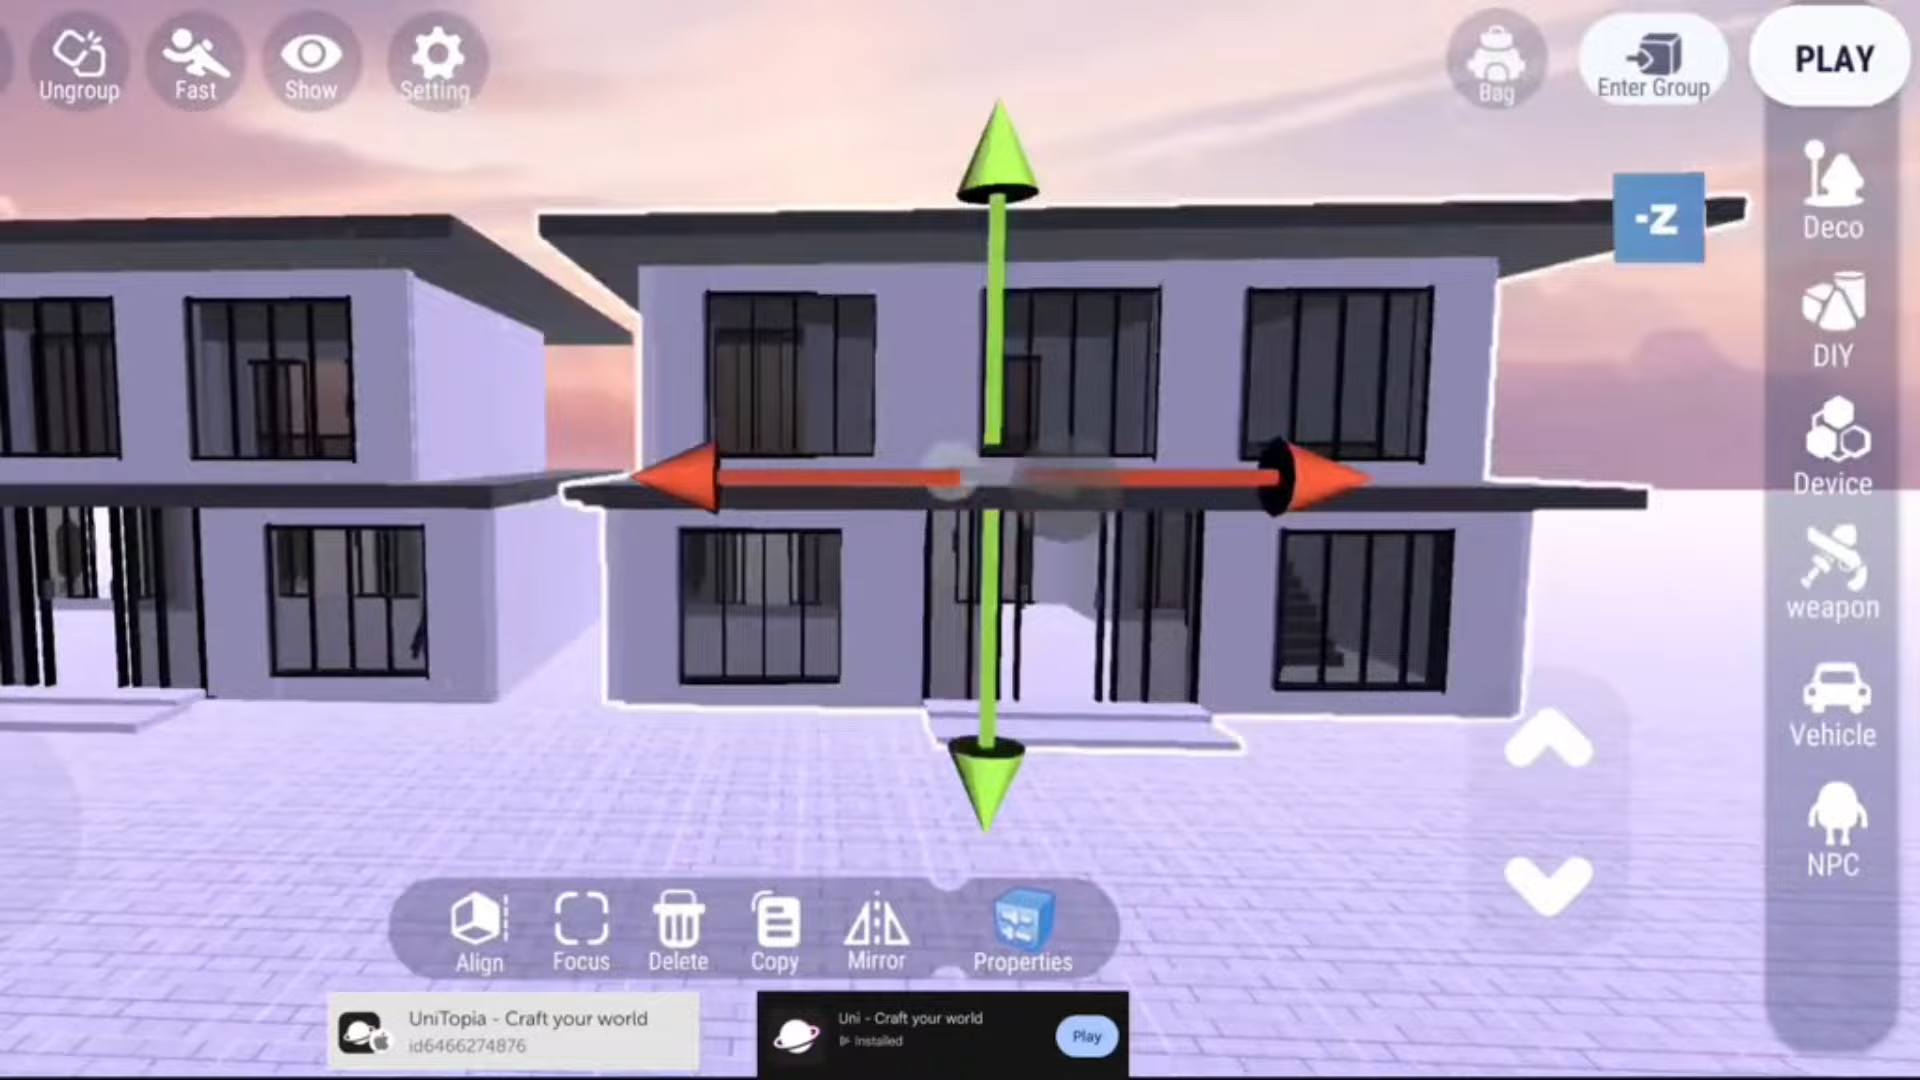 Ungroup
Fast
Show
Setting
Bag
Enter Group
PLAY
-Z
Deco
DIY
Device
weapon
Vehicle
NPC
Align
Focus
Delete
Copy
Mirror
Properties
UniTopia - Craft your world
id6466274876
Uni - Craft your world
Installed
Play